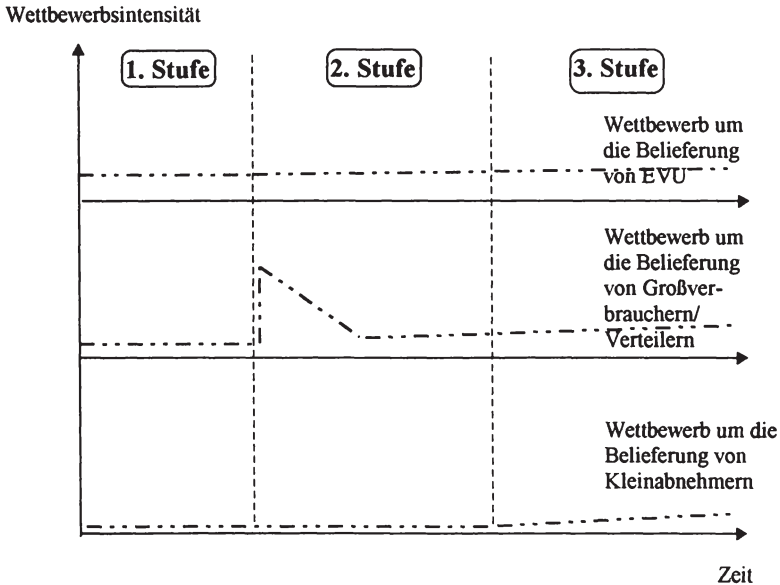 Wettbewerbsintensität
1. Stufe
2. Stufe
3. Stufe
Wettbewerb um
die Belieferung
von EVU
Wettbewerb um
die Belieferung
von Großver-
brauchern/
Verteilern
Wettbewerb um die
Belieferung von
Kleinabnehmern
Zeit